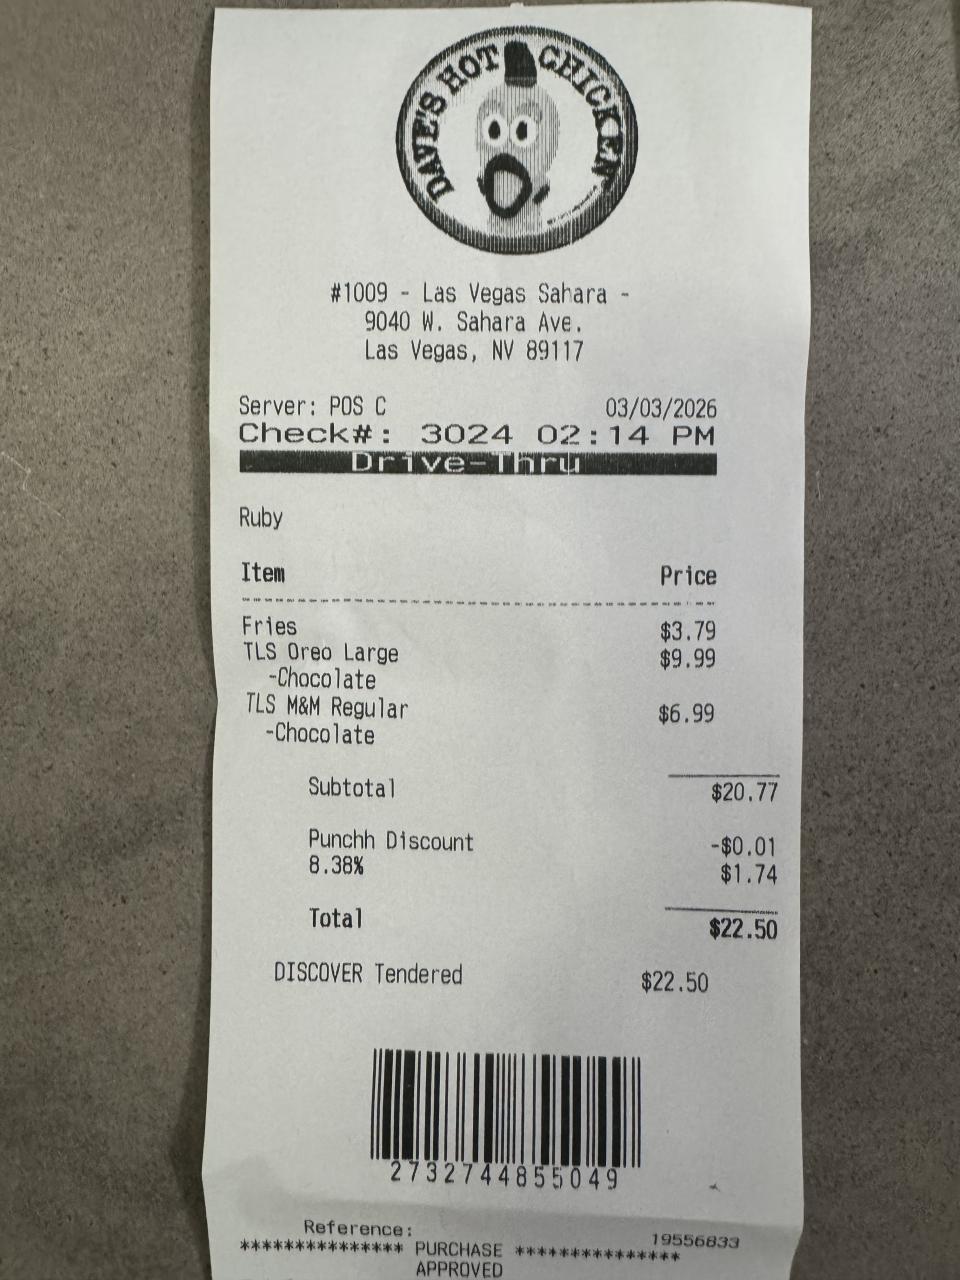 DAVE'S HOT CHICKEN
#1009 - Las Vegas Sahara -
9040 W. Sahara Ave.
Las Vegas, NV 89117
Server: POS C 03/03/2026
Check#: 3024 02:14 PM
Drive-Thru
Ruby
Item Price
Fries $3.79
TLS Oreo Large $9.99
-Chocolate
TLS M&M Regular $6.99
-Chocolate
Subtotal $20.77
Punchh Discount -$0.01
8.38% $1.74
Total $22.50
DISCOVER Tendered $22.50
2732744855049
Reference: 19556833
*************** PURCHASE ***************
APPROVED